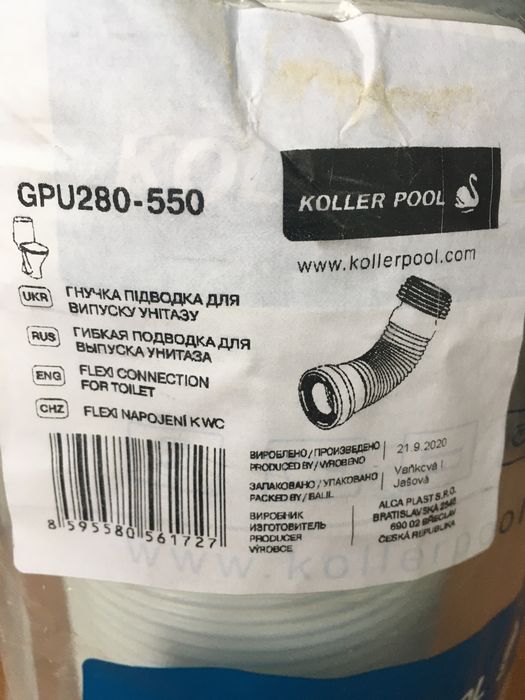 GPU280-550
KOLLER POOL
www.kollerpool.com
UKR ГНУЧКА ПІДВОДКА ДЛЯ
ВИПУСКУ УНІТАЗУ
RUS ГИБКАЯ ПОДВОДКА ДЛЯ
ВЫПУСКА УНИТАЗА
ENG FLEXI CONNECTION
FOR TOILET
CHZ FLEXI NAPOJENÍ K WC
8 595580 561727
ВИРОБЛЕНО / ПРОИЗВЕДЕНО 21.9.2020
PRODUCED BY / VYROBENO
ЗАПАКОВАНО / УПАКОВАНО Vaňková I
PACKED BY / BALIL Jašová
ВИРОБНИК
ИЗГОТОВИТЕЛЬ
PRODUCER
VÝROBCE
ALCA PLAST S.R.O.
BRATISLAVSKÁ 2846
690 02 BŘECLAV
ČESKÁ REPUBLIKA
www.kollerpool